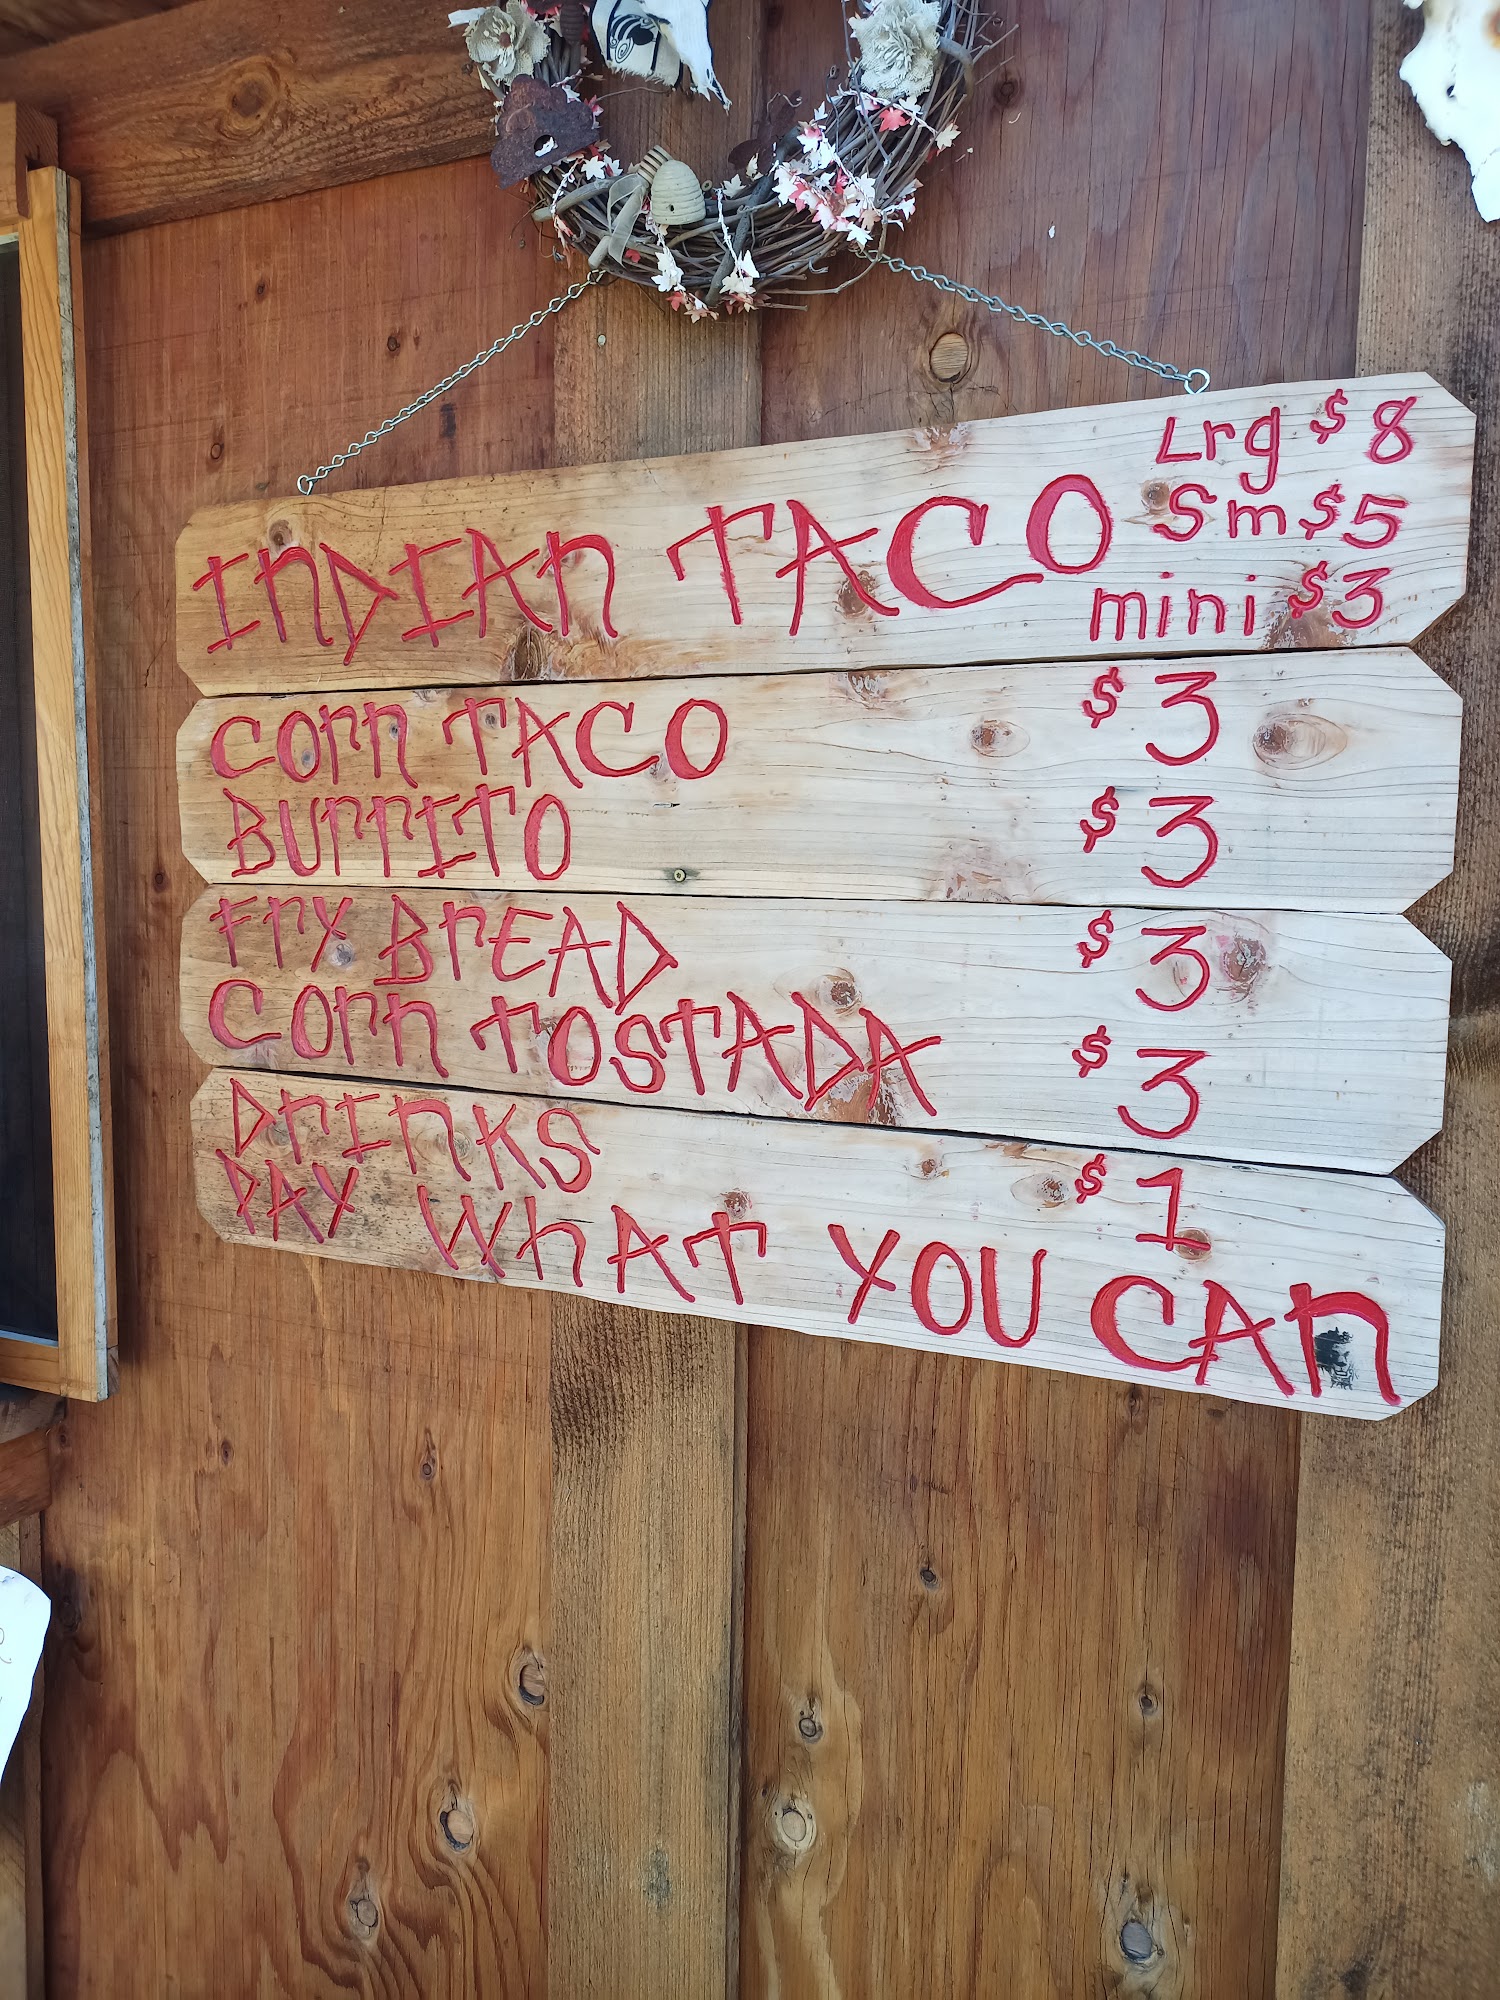 INDIAN TACO Lrg $8
Sm $5
mini $3
CORN TACO $3
BURRITO $3
FRY BREAD $3
CORN TOSTADA $3
DRINKS $1
PAY WHAT YOU CAN